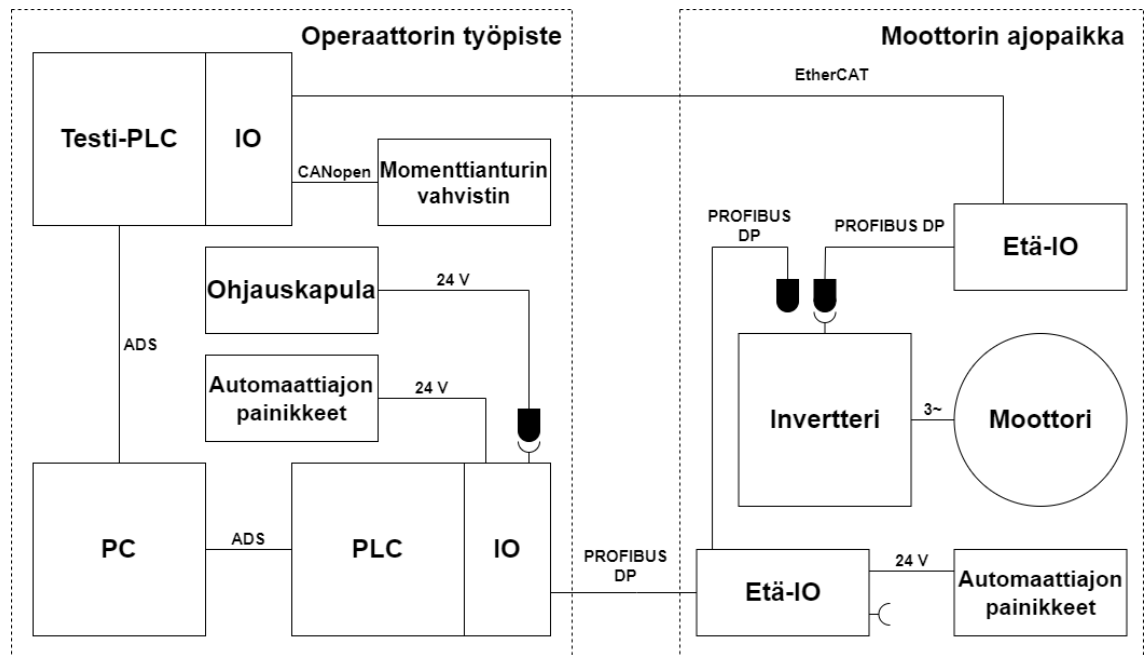 Operaattorin työpiste
Moottorin ajopaikka
EtherCAT
Testi-PLC
IO
CANopen
Momenttianturin
vahvistin
PROFIBUS
DP
PROFIBUS DP
Etä-IO
Ohjauskapula
24 V
ADS
Automaattiajon
painikkeet
24 V
Invertteri
3~
Moottori
PC
ADS
PLC
IO
PROFIBUS
DP
Etä-IO
24 V
Automaattiajon
painikkeet